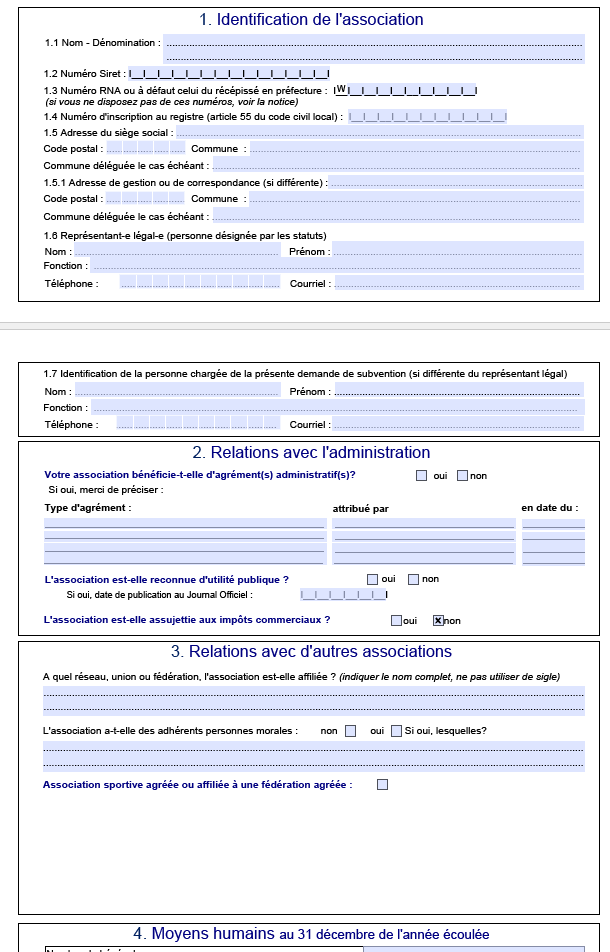 1. Identification de l'association
1.1 Nom - Dénomination :
1.2 Numéro Siret :
1.3 Numéro RNA ou à défaut celui du récépissé en préfecture : W
(si vous ne disposez pas de ces numéros, voir la notice)
1.4 Numéro d'inscription au registre (article 55 du code civil local) :
1.5 Adresse du siège social :
Code postal : Commune :
Commune déléguée le cas échéant :
1.5.1 Adresse de gestion ou de correspondance (si différente) :
Code postal : Commune :
Commune déléguée le cas échéant :
1.6 Représentant-e légal-e (personne désignée par les statuts)
Nom : Prénom :
Fonction :
Téléphone : Courriel :
1.7 Identification de la personne chargée de la présente demande de subvention (si différente du représentant légal)
Nom : Prénom :
Fonction :
Téléphone : Courriel :
2. Relations avec l'administration
Votre association bénéficie-t-elle d'agrément(s) administratif(s)? oui non
Si oui, merci de préciser :
Type d'agrément : attribué par en date du :
L'association est-elle reconnue d'utilité publique ? oui non
Si oui, date de publication au Journal Officiel :
L'association est-elle assujettie aux impôts commerciaux ? oui x non
3. Relations avec d'autres associations
A quel réseau, union ou fédération, l'association est-elle affiliée ? (indiquer le nom complet, ne pas utiliser de sigle)
L'association a-t-elle des adhérents personnes morales : non oui Si oui, lesquelles?
Association sportive agréée ou affiliée à une fédération agréée :
4. Moyens humains au 31 décembre de l'année écoulée